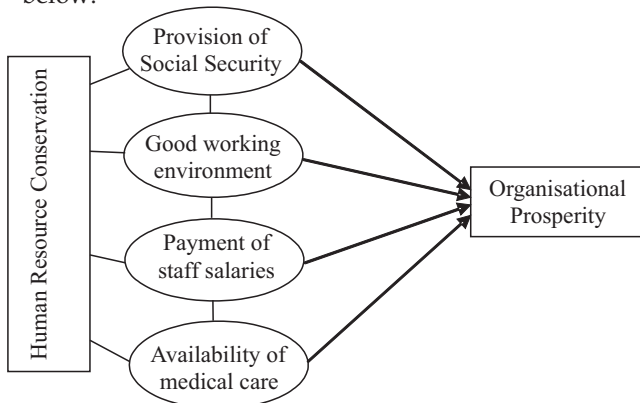 below:
Provision of
Social Security
Human Resource Conservation
Good working
environment
Organisational
Prosperity
Payment of
staff salaries
Availability of
medical care